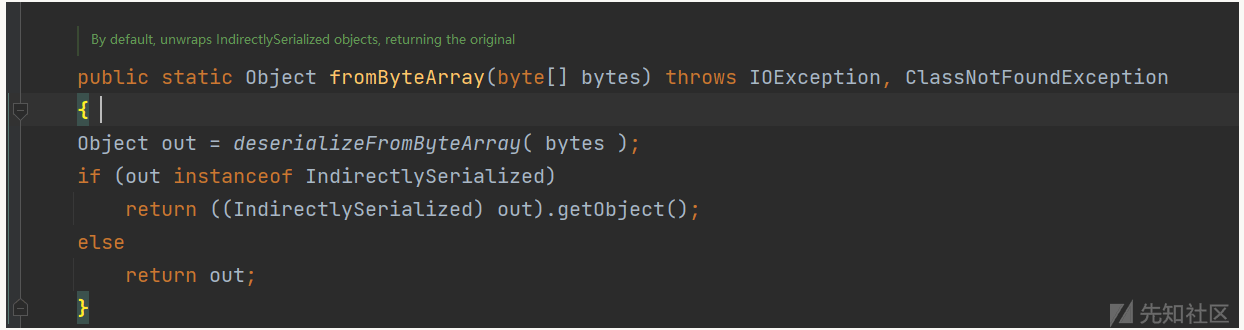 By default, unwraps IndirectlySerialized objects, returning the original
public static Object fromByteArray(byte[] bytes) throws IOException, ClassNotFoundException
{
Object out = deserializeFromByteArray( bytes );
if (out instanceof IndirectlySerialized)
return ((IndirectlySerialized) out).getObject();
else
return out;
}
先知社区